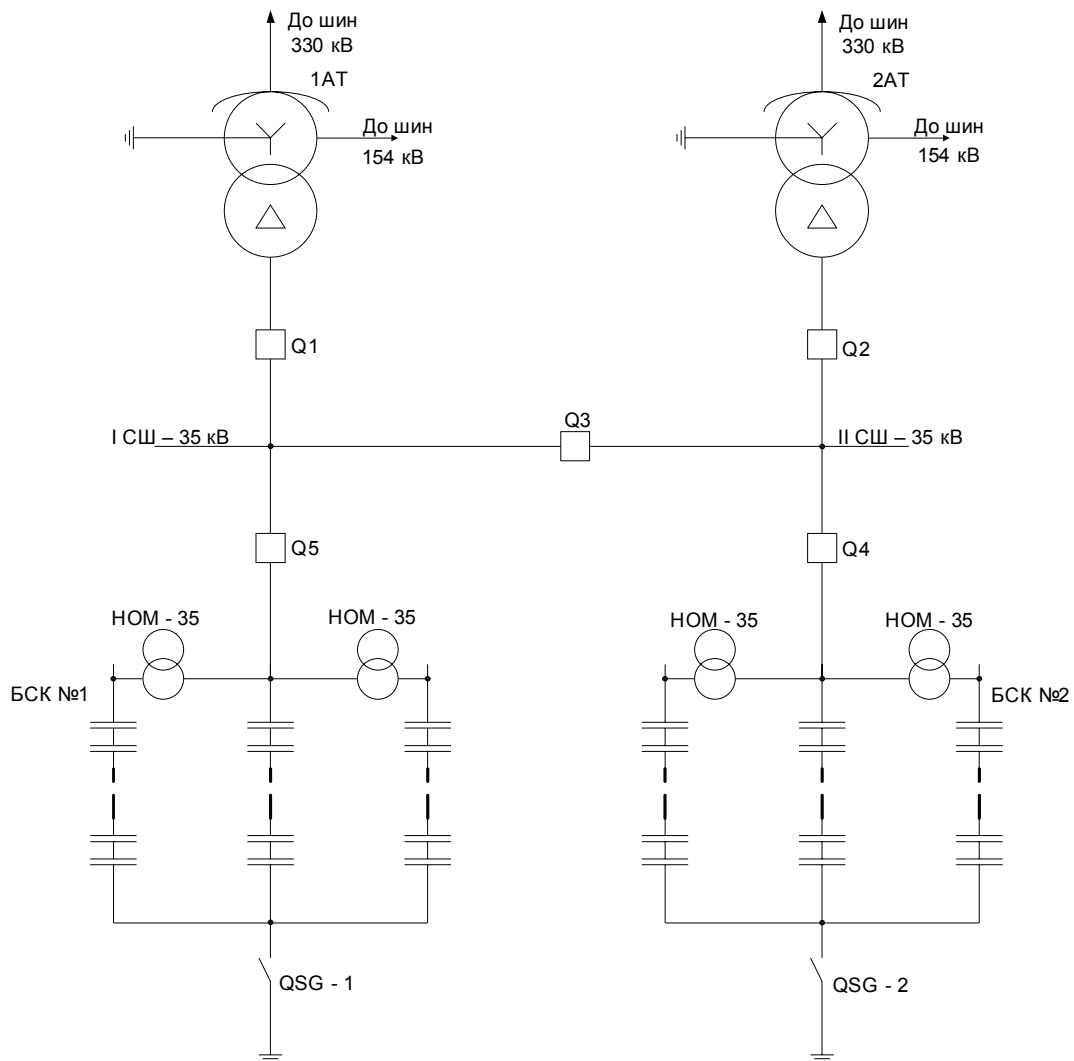 До шин
330 кВ
До шин
330 кВ
1АТ
2АТ
До шин
154 кВ
До шин
154 кВ
Q1
Q2
Q3
І СШ – 35 кВ
ІІ СШ – 35 кВ
Q5
Q4
НОМ - 35
НОМ - 35
НОМ - 35
НОМ - 35
БСК №1
БСК №2
QSG - 1
QSG - 2